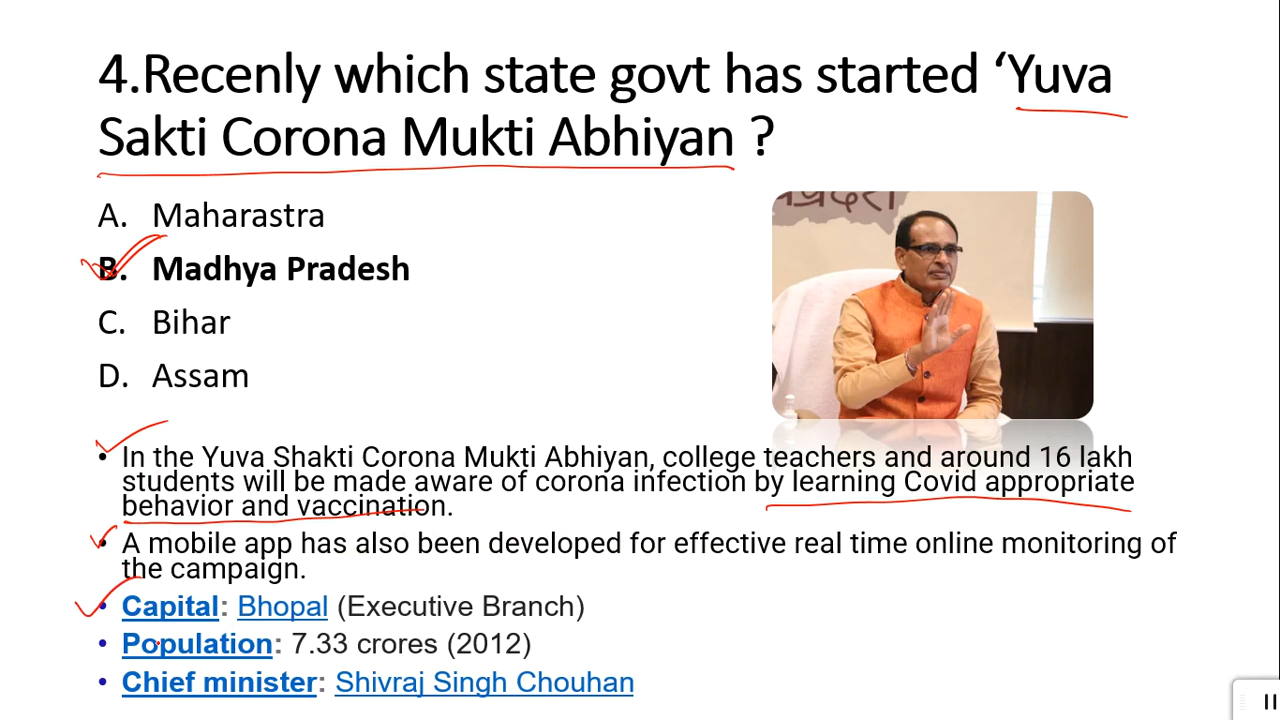 4.Recenly which state govt has started ‘Yuva
Sakti Corona Mukti Abhiyan ?
A. Maharastra
B. Madhya Pradesh
C. Bihar
D. Assam
• In the Yuva Shakti Corona Mukti Abhiyan, college teachers and around 16 lakh
students will be made aware of corona infection by learning Covid appropriate
behavior and vaccination.
• A mobile app has also been developed for effective real time online monitoring of
the campaign.
• Capital: Bhopal (Executive Branch)
• Population: 7.33 crores (2012)
• Chief minister: Shivraj Singh Chouhan